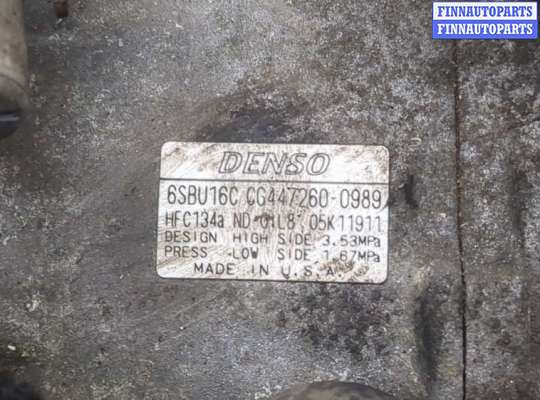 FINNAUTOPARTS
FINNAUTOPARTS
DENSO
6SBU16C CG447260-0989
HFC134a ND-OIL8 05K11911
DESIGN HIGH SIDE 3.53MPa
PRESS LOW SIDE 1.67MPa
MADE IN U.S.A